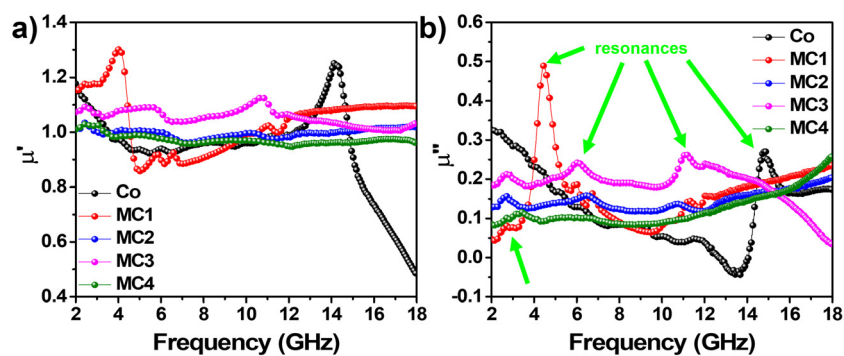 a)
1.4
1.2
1.0
0.8
0.6
0.4
μ'
Co
MC1
MC2
MC3
MC4
2 4 6 8 10 12 14 16 18
Frequency (GHz)
b)
0.6
0.5
0.4
0.3
0.2
0.1
0.0
-0.1
μ"
resonances
Co
MC1
MC2
MC3
MC4
2 4 6 8 10 12 14 16 18
Frequency (GHz)